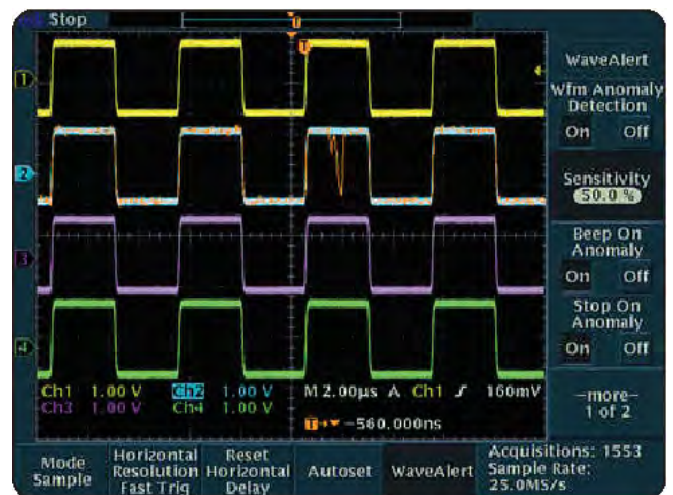 Stop
T
T
1
2
3
4
WaveAlert
Wfm Anomaly
Detection
On Off
Sensitivity
50.0 %
Beep On
Anomaly
On Off
Stop On
Anomaly
On Off
-more-
1 of 2
Ch1 1.00 V Ch2 1.00 V M 2.00µs A Ch1 160mV
Ch3 1.00 V Ch4 1.00 V
T -560.000ns
Mode
Sample
Horizontal
Resolution
Fast Trig
Reset
Horizontal
Delay
Autoset
WaveAlert
Acquisitions: 1553
Sample Rate:
25.0MS/s